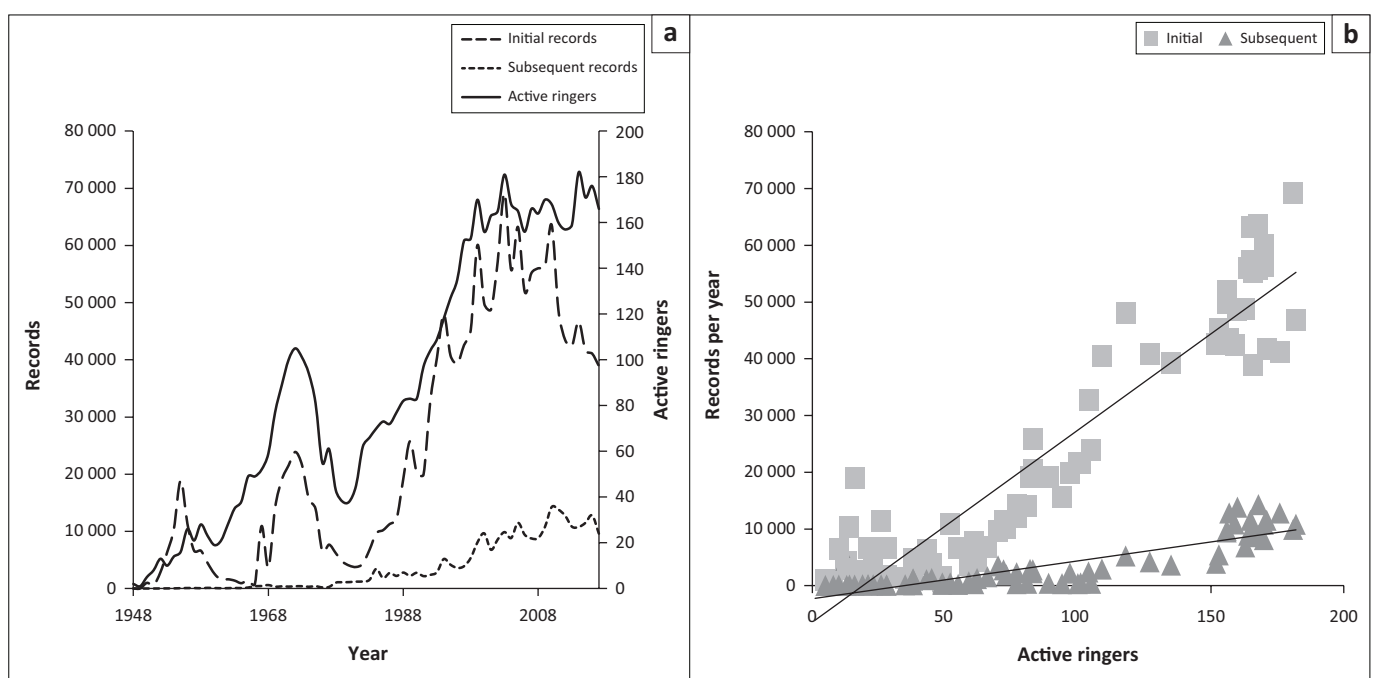 a
Initial records
Subsequent records
Active ringers
80 000
70 000
60 000
50 000
40 000
30 000
20 000
10 000
0
Records
200
180
160
140
120
100
80
60
40
20
0
Active ringers
1948 1968 1988 2008
Year
b
Initial Subsequent
80 000
70 000
60 000
50 000
40 000
30 000
20 000
10 000
0
Records per year
0 50 100 150 200
Active ringers